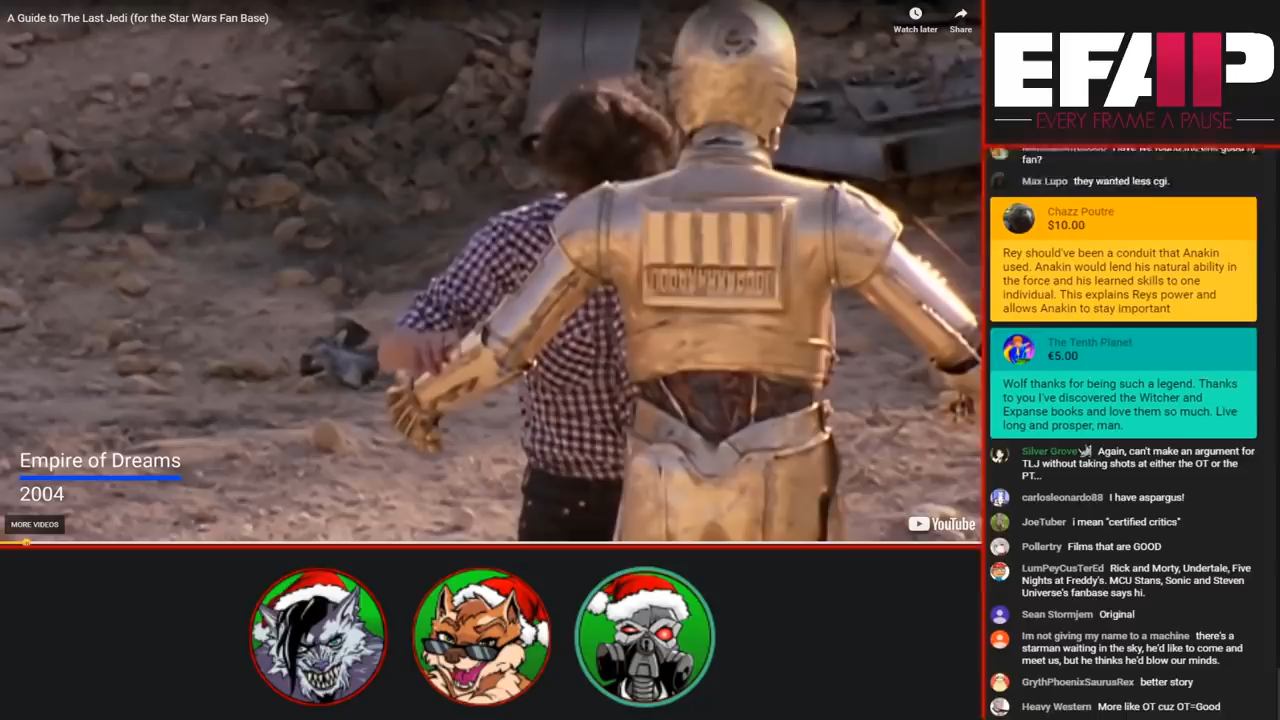 A Guide to The Last Jedi (for the Star Wars Fan Base)
Watch later
Share
Empire of Dreams
2004
MORE VIDEOS
YouTube
EFAP
EVERY FRAME A PAUSE
fan?
Max Lupo they wanted less cgi.
Chazz Poutre
$10.00
Rey should've been a conduit that Anakin
used. Anakin would lend his natural ability in
the force and his learned skills to one
individual. This explains Reys power and
allows Anakin to stay important
The Tenth Planet
€5.00
Wolf thanks for being such a legend. Thanks
to you I've discovered the Witcher and
Expanse books and love them so much. Live
long and prosper, man.
Silver Grove Again, can't make an argument for
TLJ without taking shots at either the OT or the
PT...
carlosleonardo88 I have aspargus!
JoeTuber i mean "certified critics"
Pollertry Films that are GOOD
LumPeyCusTerEd Rick and Morty, Undertale, Five
Nights at Freddy's. MCU Stans, Sonic and Steven
Universe's fanbase says hi.
Sean Stormjem Original
Im not giving my name to a machine there's a
starman waiting in the sky, he'd like to come and
meet us, but he thinks he'd blow our minds.
GrythPhoenixSaurusRex better story
Heavy Western More like OT cuz OT=Good